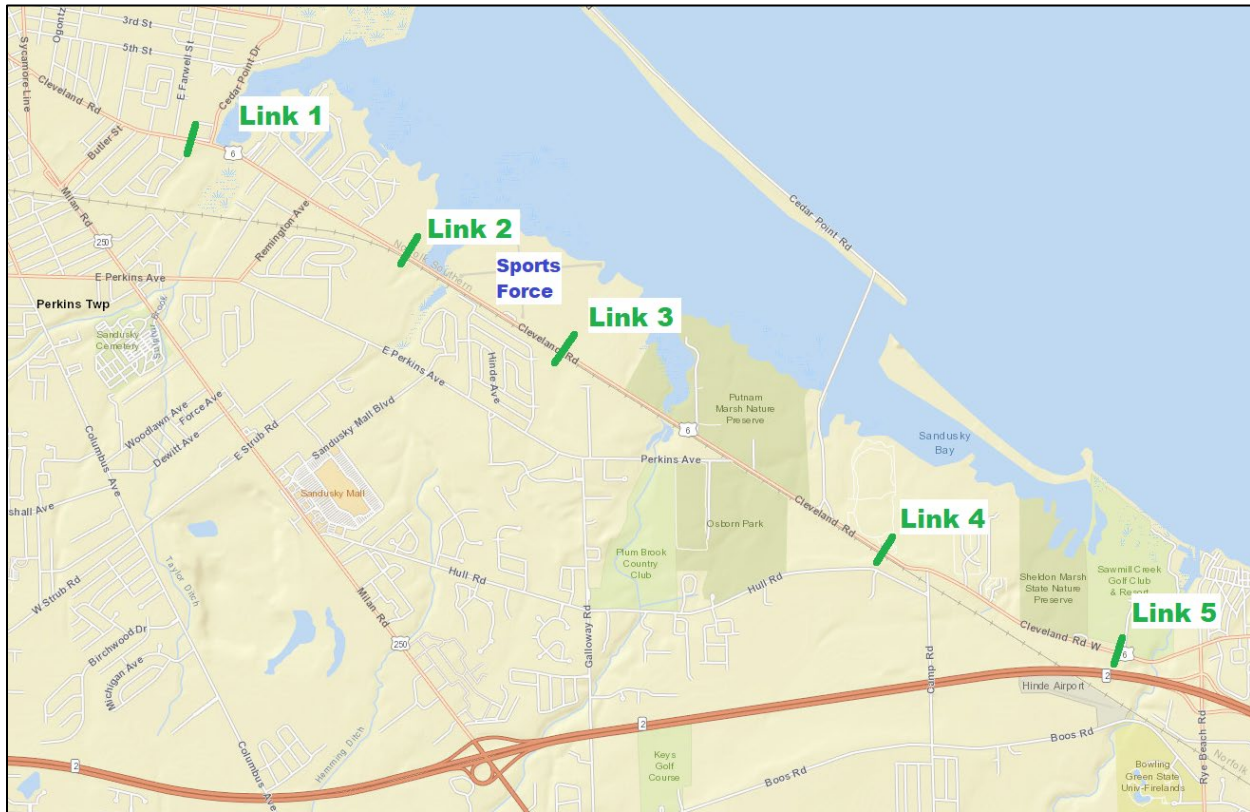 Ogontz
3rd St
5th St
Sycamore Line
E Farwell St
Cedar Point Dr
Cleveland Rd
Butler St
Link 1
6
Milan Rd
250
Remington Ave
Link 2
Norfolk Southern
Sports
Force
Cedar Point Rd
E Perkins Ave
Perkins Twp
Sandusky
Cemetery
Brook
Link 3
Cleveland Rd
E Perkins Ave
Hinde Ave
Putnam
Marsh Nature
Preserve
6
Sandusky
Bay
Woodlawn Ave
Force Ave
Dewitt Ave
E Strub Rd
Sandusky Mall Blvd
Columbus Ave
Sandusky Mall
Perkins Ave
shall Ave
Cleveland Rd
Link 4
Osborn Park
Taylor Ditch
Hull Rd
Plum Brook
Country
Club
Hull Rd
Sheldon Marsh
State Nature
Preserve
Sawmill Creek
Golf Club
& Resort
W Strub Rd
Milan Rd
Link 5
Birchwood Dr
Michigan Ave
250
Galloway Rd
Camp Rd
Cleveland Rd W
6
2
Hinde Airport
Hemming Ditch
Columbus Ave
2
2
Keys
Golf
Course
Boos Rd
Boos Rd
Rye Beach Rd
Norfolk
Bowling
Green State
Univ-Firelands